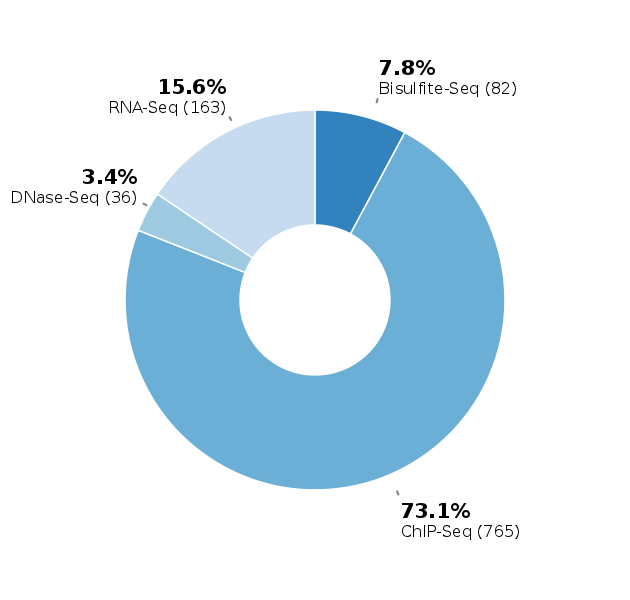 7.8%
Bisulfite-Seq (82)
15.6%
RNA-Seq (163)
3.4%
DNase-Seq (36)
73.1%
ChIP-Seq (765)